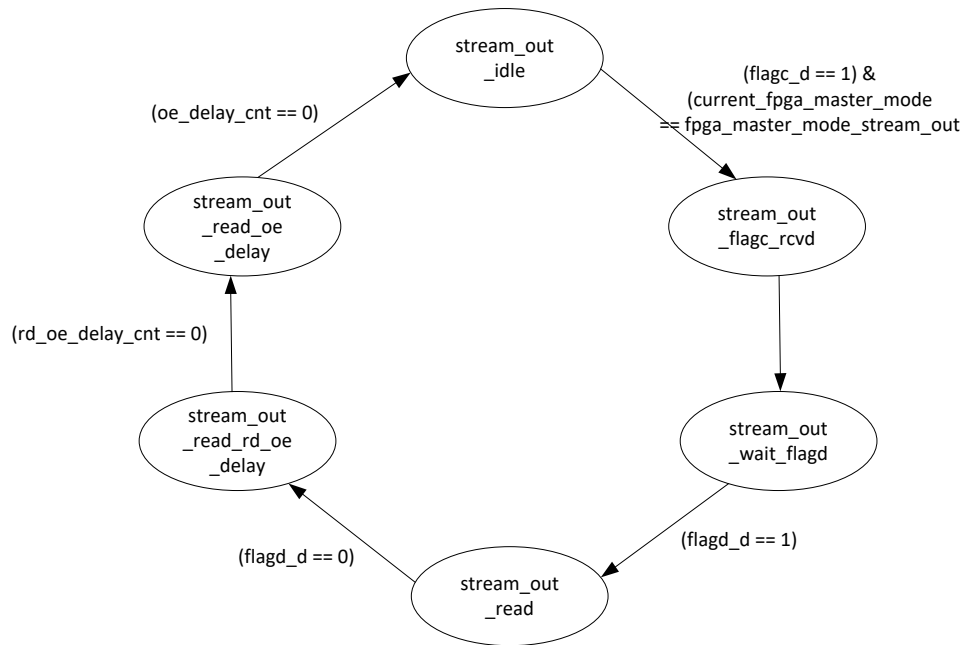 stream_out
_idle
(flagc_d == 1) &
(current_fpga_master_mode
== fpga_master_mode_stream_out
(oe_delay_cnt == 0)
stream_out
_read_oe
_delay
stream_out
_flagc_rcvd
(rd_oe_delay_cnt == 0)
stream_out
_read_rd_oe
_delay
stream_out
_wait_flagd
(flagd_d == 0)
(flagd_d == 1)
stream_out
_read